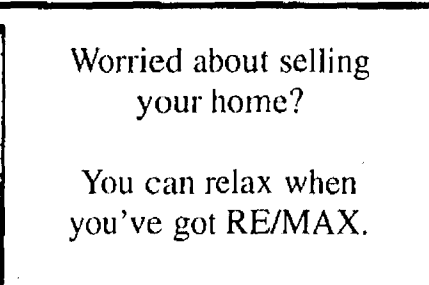 Worried about selling
your home?
You can relax when
you've got RE/MAX.